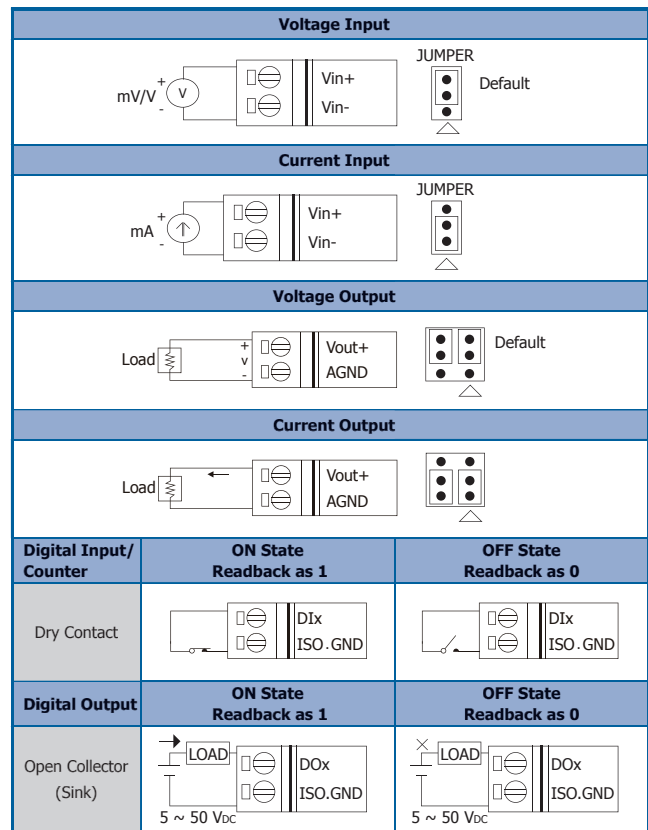 Voltage Input
JUMPER
Default
mV/V
+
V
-
Vin+
Vin-
Current Input
JUMPER
mA
+
-
Vin+
Vin-
Voltage Output
Load
+
v
-
Vout+
AGND
Default
Current Output
Load
Vout+
AGND
Digital Input/
Counter
ON State
Readback as 1
OFF State
Readback as 0
Dry Contact
DIx
ISO.GND
DIx
ISO.GND
Digital Output
ON State
Readback as 1
OFF State
Readback as 0
Open Collector
(Sink)
LOAD
DOx
ISO.GND
5 ~ 50 VDC
LOAD
DOx
ISO.GND
5 ~ 50 VDC